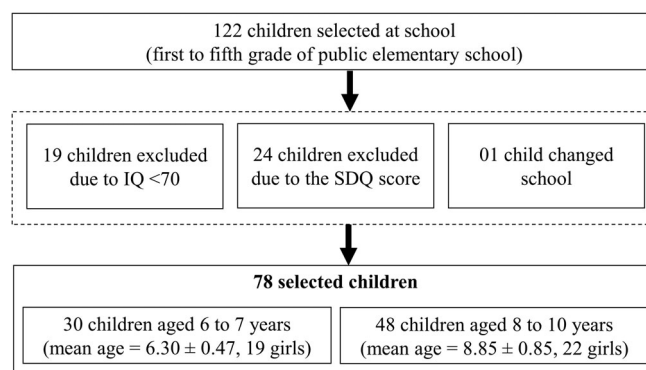 122 children selected at school
(first to fifth grade of public elementary school)
19 children excluded
due to IQ <70
24 children excluded
due to the SDQ score
01 child changed
school
78 selected children
30 children aged 6 to 7 years
(mean age = 6.30 ± 0.47, 19 girls)
48 children aged 8 to 10 years
(mean age = 8.85 ± 0.85, 22 girls)